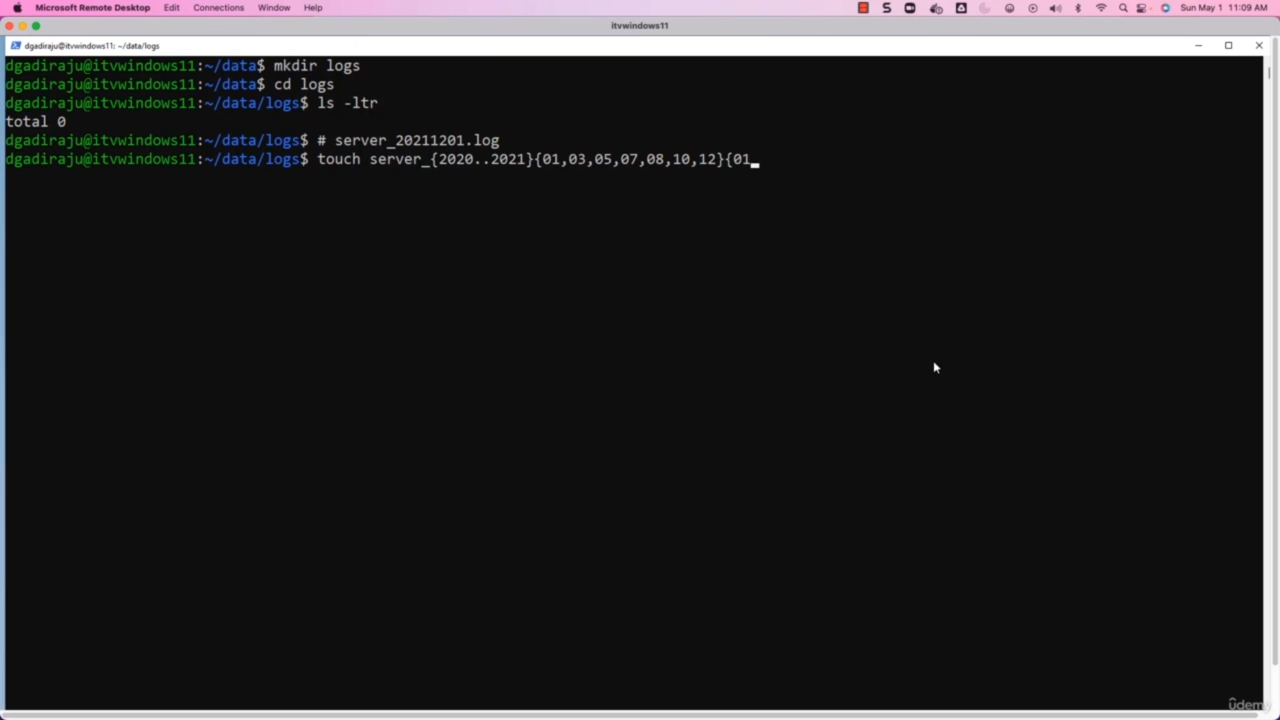 Microsoft Remote Desktop Edit Connections Window Help Sun May 1 11:09 AM
itvwindows11
dgadiraju@itvwindows11: ~/data/logs
dgadiraju@itvwindows11:~/data$ mkdir logs
dgadiraju@itvwindows11:~/data$ cd logs
dgadiraju@itvwindows11:~/data/logs$ ls -ltr
total 0
dgadiraju@itvwindows11:~/data/logs$ # server_20211201.log
dgadiraju@itvwindows11:~/data/logs$ touch server_{2020..2021}{01,03,05,07,08,10,12}{01
udemy